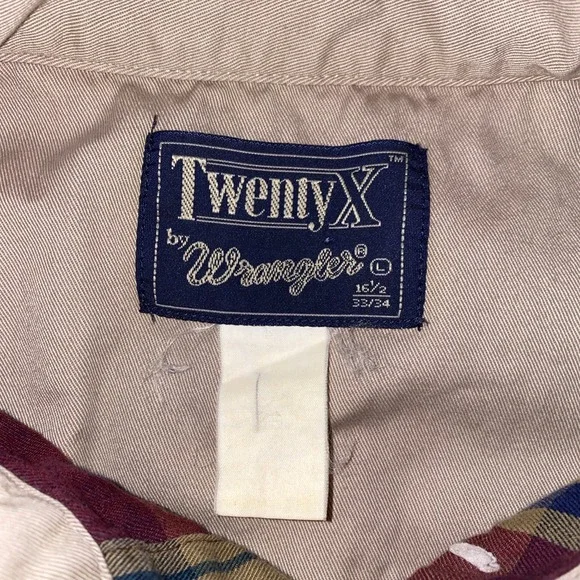 TwentyX™
by Wrangler® L
16½
33/34